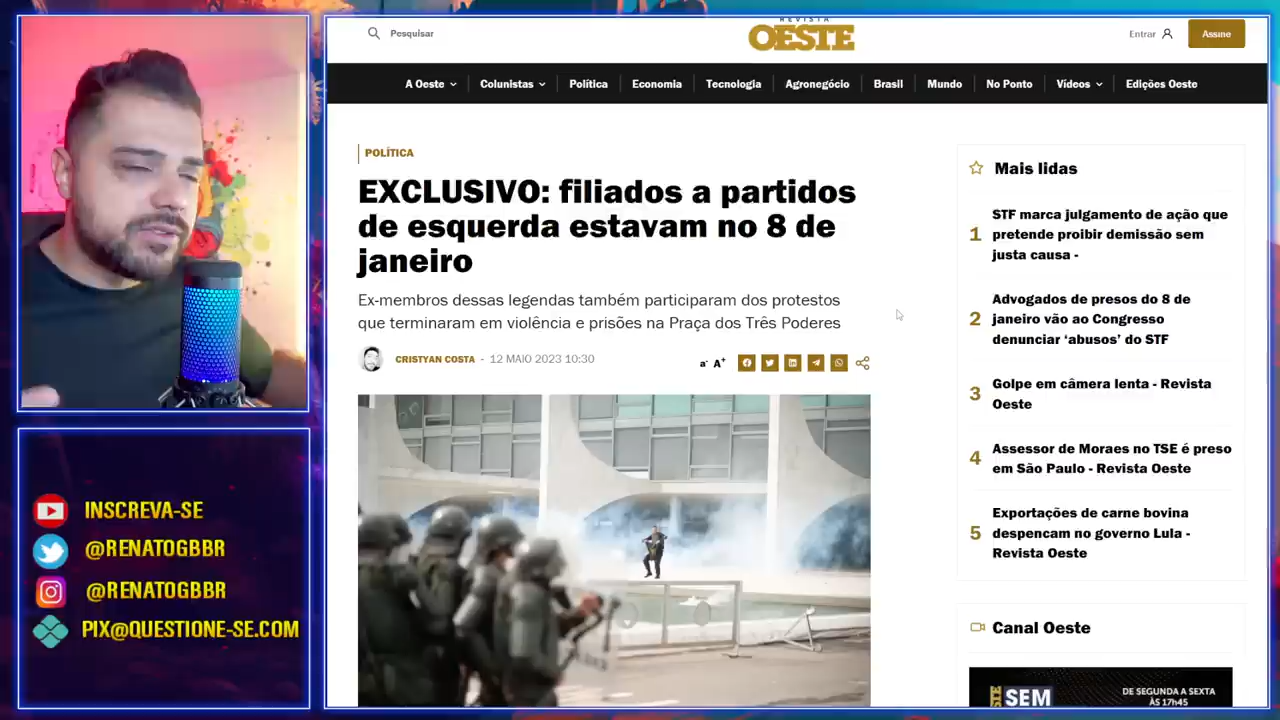 INSCREVA-SE
@RENATOGBBR
@RENATOGBBR
PIX@QUESTIONE-SE.COM
Pesquisar
REVISTA
OESTE
Entrar
Assine
A Oeste
Colunistas
Política
Economia
Tecnologia
Agronegócio
Brasil
Mundo
No Ponto
Vídeos
Edições Oeste
POLÍTICA
EXCLUSIVO: filiados a partidos
de esquerda estavam no 8 de
janeiro
Ex-membros dessas legendas também participaram dos protestos
que terminaram em violência e prisões na Praça dos Três Poderes
CRISTYAN COSTA - 12 MAIO 2023 10:30
a- A+
Mais lidas
1
STF marca julgamento de ação que
pretende proibir demissão sem
justa causa -
2
Advogados de presos do 8 de
janeiro vão ao Congresso
denunciar ‘abusos’ do STF
3
Golpe em câmera lenta - Revista
Oeste
4
Assessor de Moraes no TSE é preso
em São Paulo - Revista Oeste
5
Exportações de carne bovina
despencam no governo Lula -
Revista Oeste
Canal Oeste
OESTE
SEM
DE SEGUNDA A SEXTA
ÀS 17h45